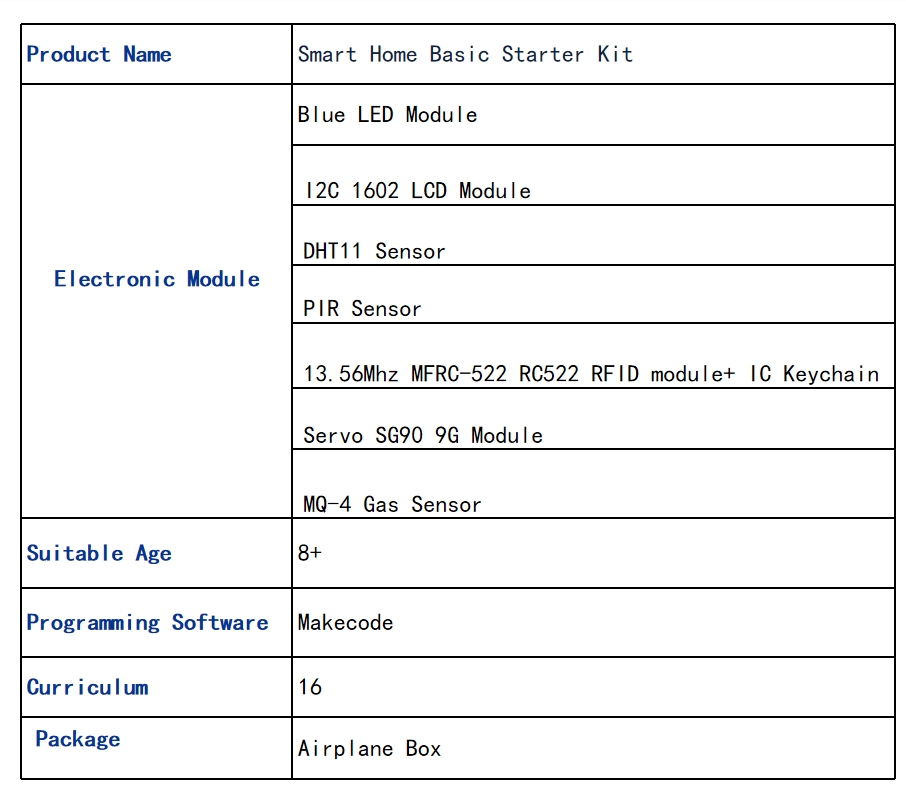 Product Name
Smart Home Basic Starter Kit
Electronic Module
Blue LED Module
I2C 1602 LCD Module
DHT11 Sensor
PIR Sensor
13.56Mhz MFRC-522 RC522 RFID module+ IC Keychain
Servo SG90 9G Module
MQ-4 Gas Sensor
Suitable Age
8+
Programming Software
Makecode
Curriculum
16
Package
Airplane Box